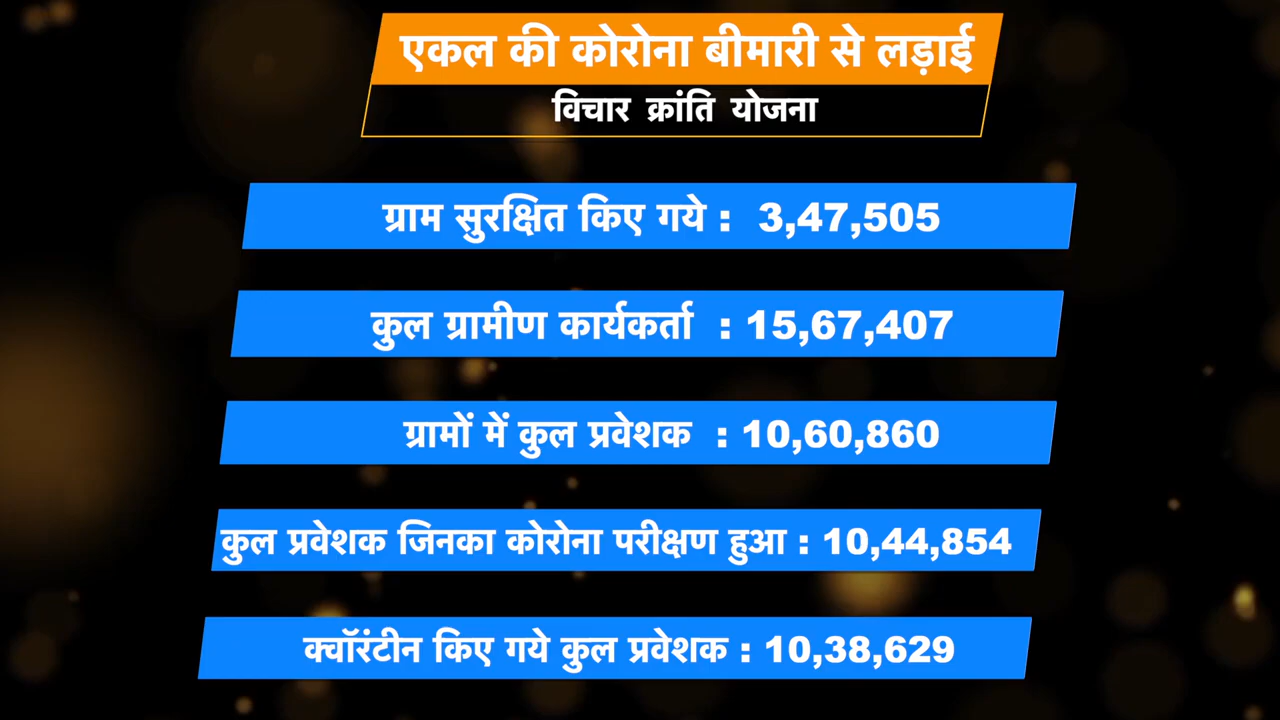 एकल की कोरोना बीमारी से लड़ाई
विचार क्रांति योजना
ग्राम सुरक्षित किए गये : 3,47,505
कुल ग्रामीण कार्यकर्ता : 15,67,407
ग्रामों में कुल प्रवेशक : 10,60,860
कुल प्रवेशक जिनका कोरोना परीक्षण हुआ : 10,44,854
क्वॉरंटीन किए गये कुल प्रवेशक : 10,38,629